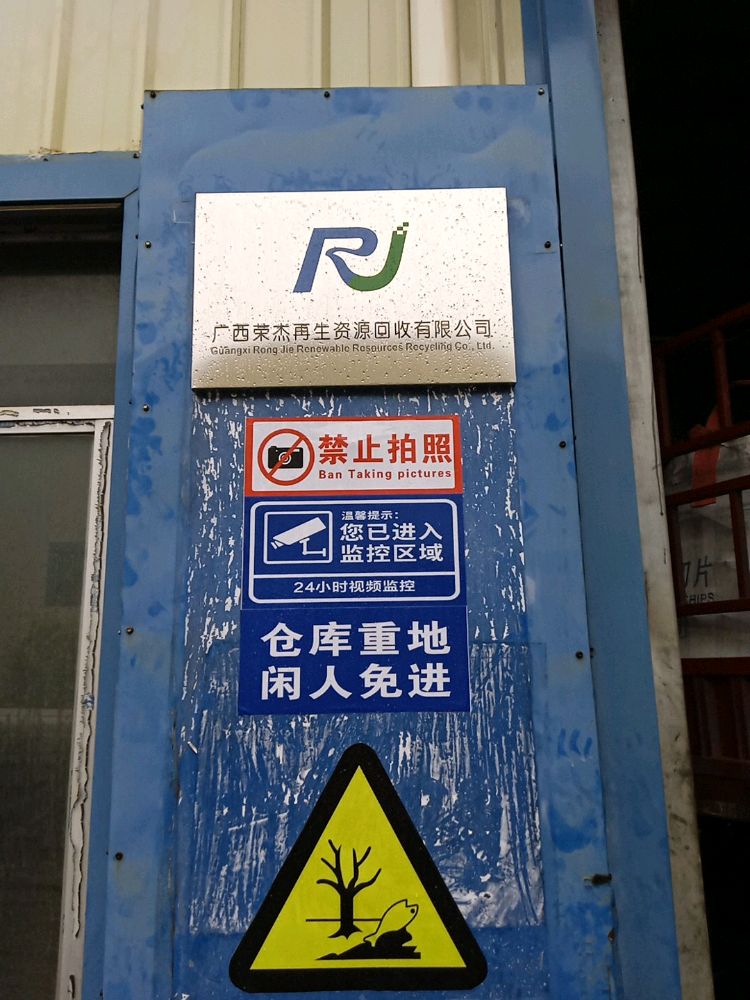 RJ
广西荣杰再生资源回收有限公司
Guangxi Rong Jie Renewable Resources Recycling Co., Ltd.
禁止拍照
Ban Taking pictures
温馨提示:
您已进入
监控区域
24小时视频监控
仓库重地
闲人免进
片
CHIPS